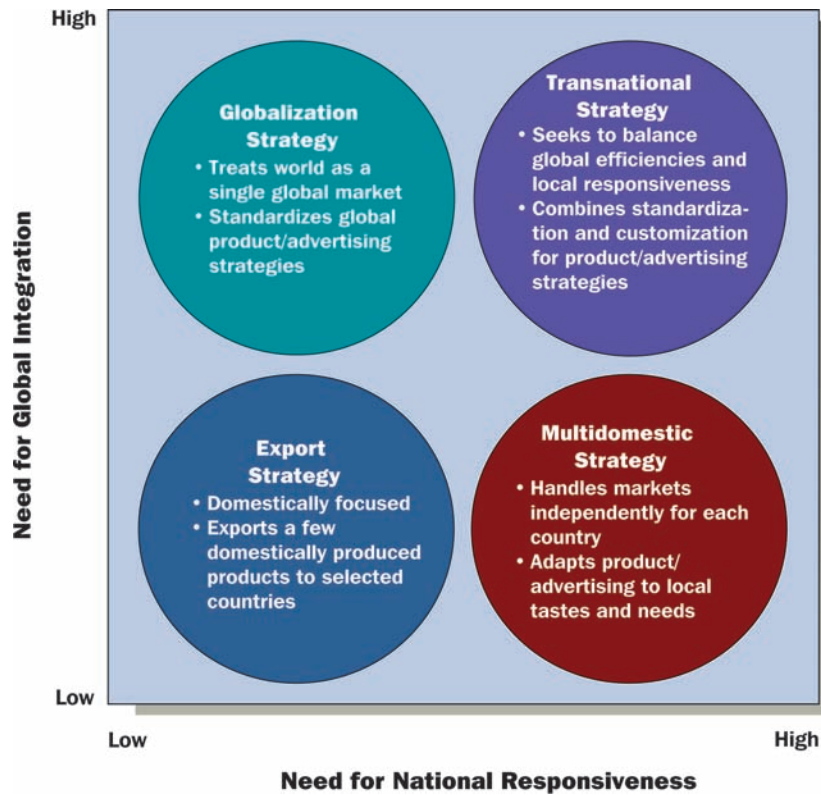 High
Globalization
Strategy
• Treats world as a
single global market
• Standardizes global
product/advertising
strategies
Transnational
Strategy
• Seeks to balance
global efficiencies and
local responsiveness
• Combines standardiza-
tion and customization
for product/advertising
strategies
Need for Global Integration
Export
Strategy
• Domestically focused
• Exports a few
domestically produced
products to selected
countries
Multidomestic
Strategy
• Handles markets
independently for each
country
• Adapts product/
advertising to local
tastes and needs
Low
Low
High
Need for National Responsiveness